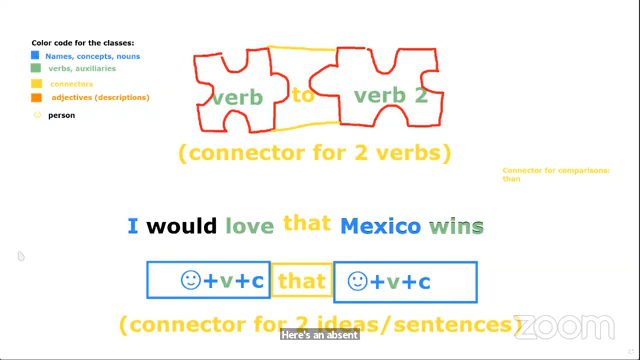 Color code for the classes:
Names, concepts, nouns
verbs, auxiliaries
connectors
adjectives (descriptions)
person
verb to verb 2
(connector for 2 verbs)
Connector for comparisons:
than
I would love that Mexico wins
+v+c that +v+c
(connector for 2 ideas/sentences)
Here's an absent
zoom